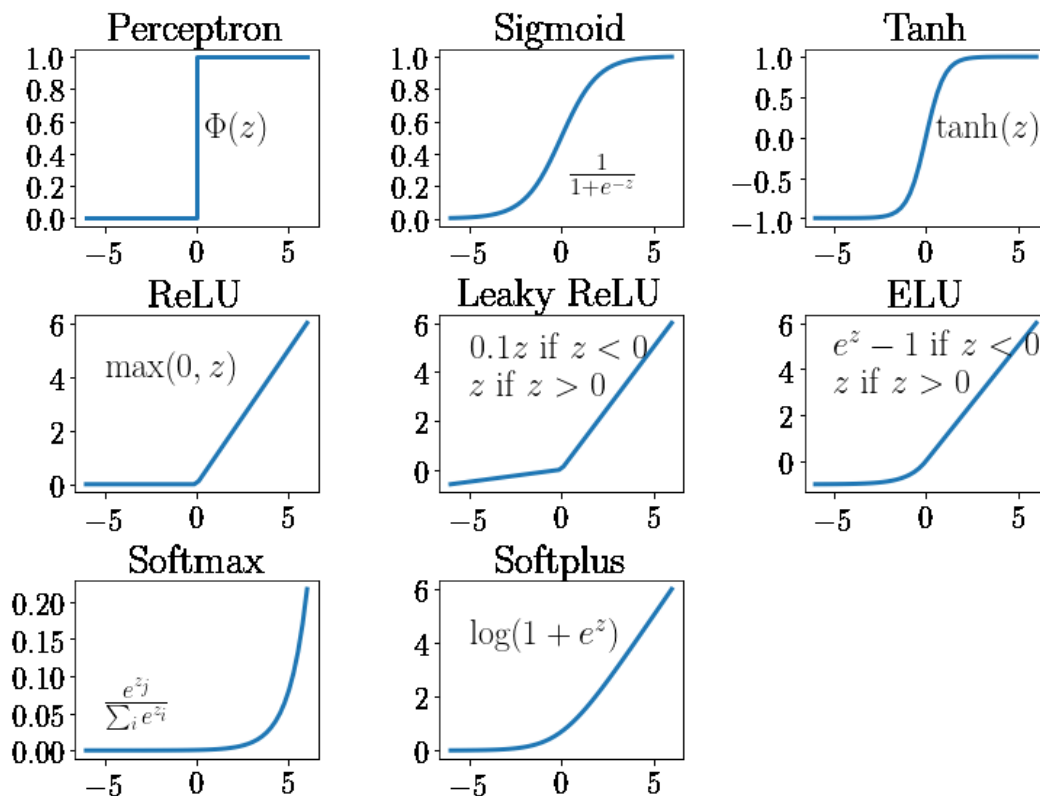 Perceptron
1.0
0.8
0.6
0.4
0.2
0.0
Φ(z)
−5 0 5
Sigmoid
1.0
0.8
0.6
0.4
0.2
0.0
1/(1+e^{−z})
−5 0 5
Tanh
1.0
0.5
0.0
−0.5
−1.0
tanh(z)
−5 0 5
ReLU
6
4
2
0
max(0, z)
−5 0 5
Leaky ReLU
6
4
2
0
0.1z if z < 0
z if z > 0
−5 0 5
ELU
6
4
2
0
e^z − 1 if z < 0
z if z > 0
−5 0 5
Softmax
0.20
0.15
0.10
0.05
0.00
e^{z_j}/∑_i e^{z_i}
−5 0 5
Softplus
6
4
2
0
log(1 + e^z)
−5 0 5